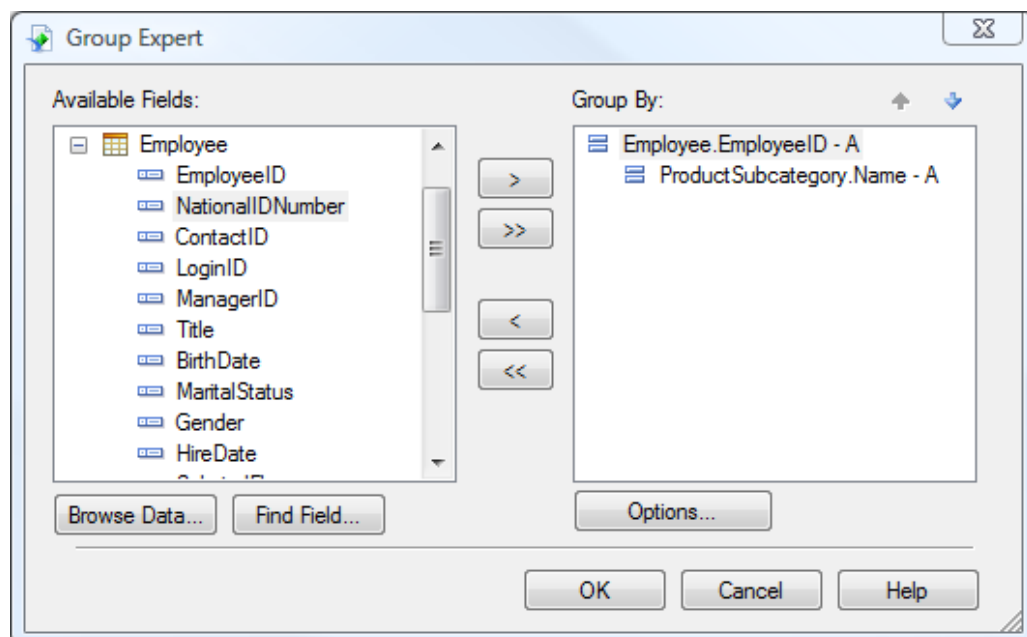 Group Expert
Available Fields:
Employee
EmployeeID
NationalIDNumber
ContactID
LoginID
ManagerID
Title
BirthDate
MaritalStatus
Gender
HireDate
>
>>
<
<<
Group By:
Employee.EmployeeID - A
ProductSubcategory.Name - A
Browse Data...
Find Field...
Options...
OK
Cancel
Help